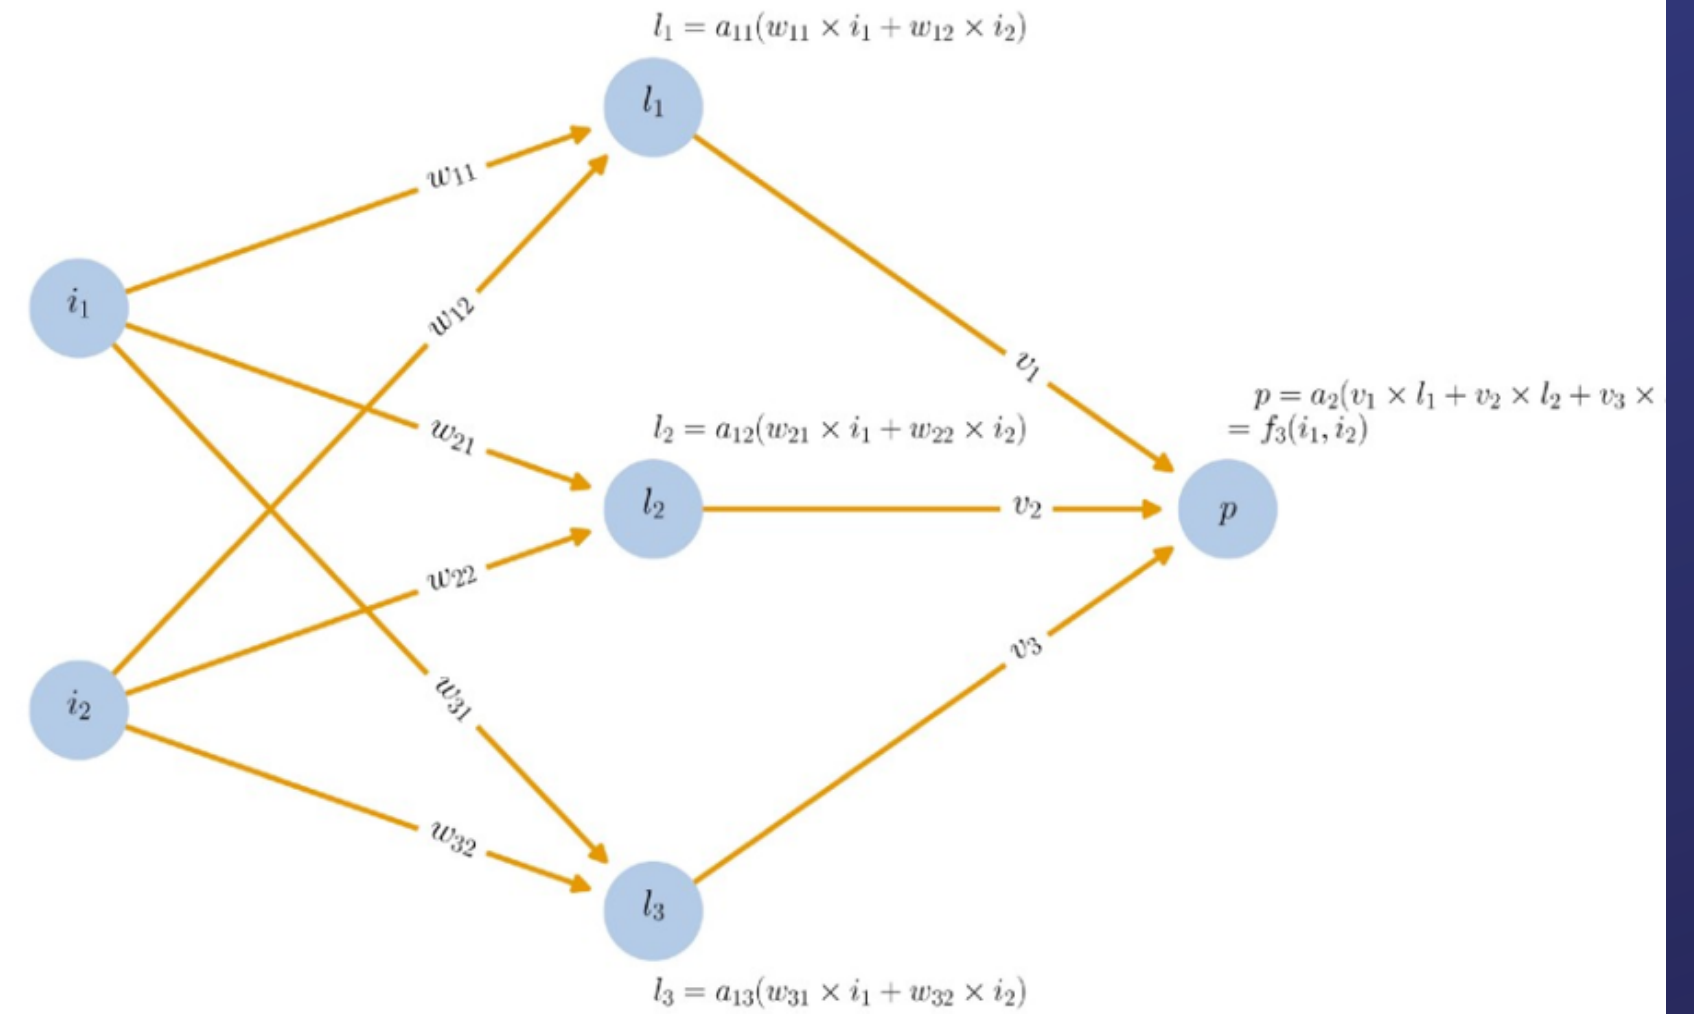 l₁ = a₁₁(w₁₁ × i₁ + w₁₂ × i₂)
l₁
w₁₁
w₁₂
i₁
v₁
p = a₂(v₁ × l₁ + v₂ × l₂ + v₃ ×
= f₃(i₁, i₂)
w₂₁
l₂ = a₁₂(w₂₁ × i₁ + w₂₂ × i₂)
l₂
v₂
p
w₂₂
v₃
i₂
w₃₁
w₃₂
l₃
l₃ = a₁₃(w₃₁ × i₁ + w₃₂ × i₂)